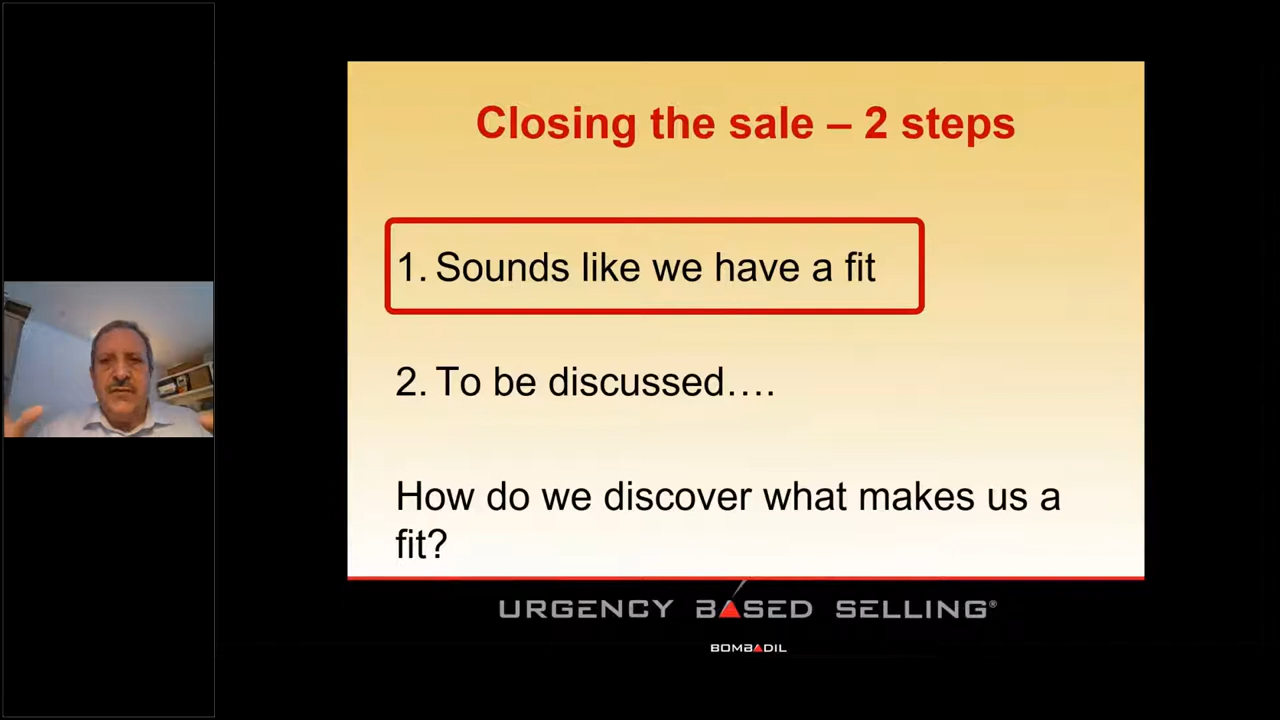 Closing the sale – 2 steps
1. Sounds like we have a fit
2. To be discussed….
How do we discover what makes us a
fit?
URGENCY BASED SELLING®
BOMBADIL